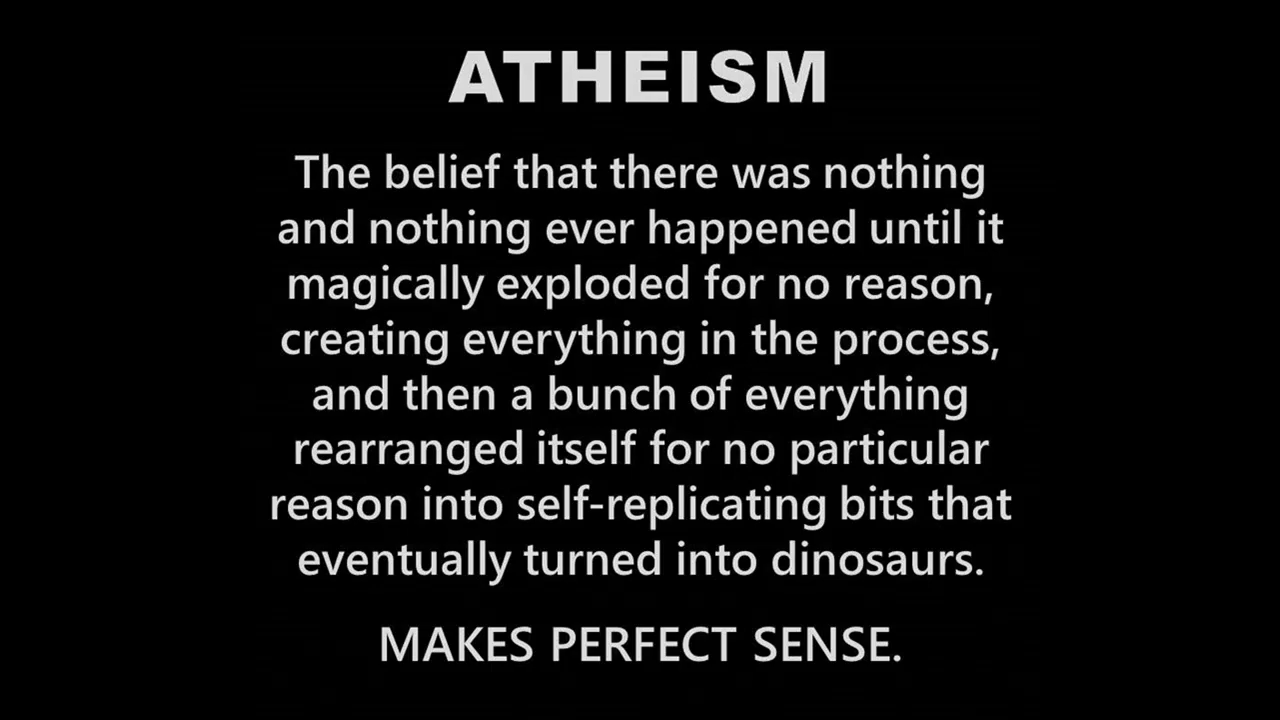 ATHEISM
The belief that there was nothing
and nothing ever happened until it
magically exploded for no reason,
creating everything in the process,
and then a bunch of everything
rearranged itself for no particular
reason into self-replicating bits that
eventually turned into dinosaurs.
MAKES PERFECT SENSE.